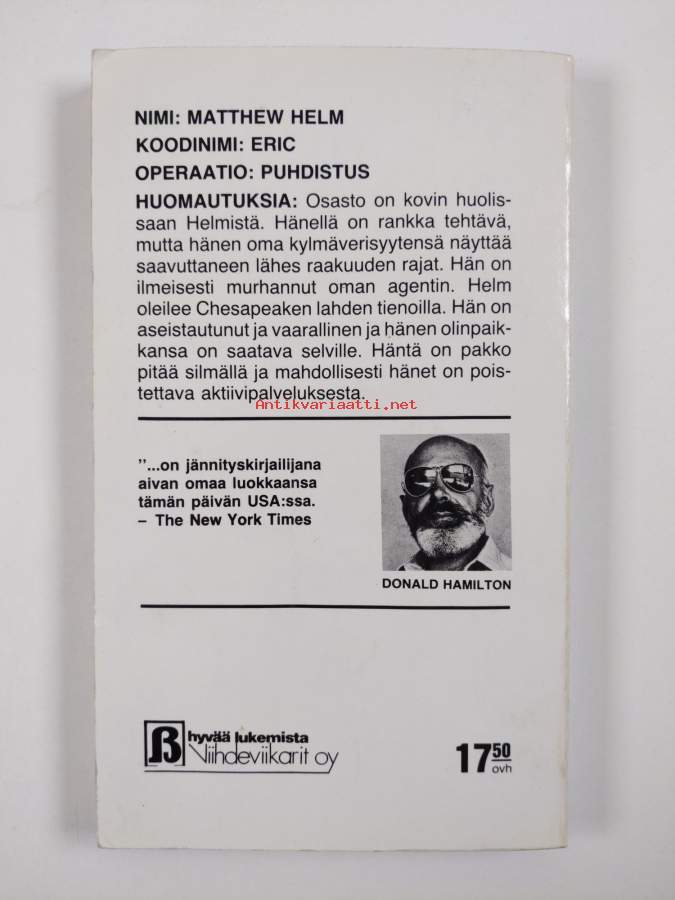 NIMI: MATTHEW HELM
KOODINIMI: ERIC
OPERAATIO: PUHDISTUS
HUOMAUTUKSIA: Osasto on kovin huolis-
saan Helmistä. Hänellä on rankka tehtävä,
mutta hänen oma kylmäverisyytensä näyttää
saavuttaneen lähes raakuuden rajat. Hän on
ilmeisesti murhannut oman agentin. Helm
oleilee Chesapeaken lahden tienoilla. Hän on
aseistautunut ja vaarallinen ja hänen olinpaik-
kansa on saatava selville. Häntä on pakko
pitää silmällä ja mahdollisesti hänet on pois-
tettava aktiivipalveluksesta.
Antikvariaatti.net
"...on jännityskirjailijana
aivan omaa luokkaansa
tämän päivän USA:ssa.
– The New York Times
DONALD HAMILTON
hyvää lukemista
Viihdeviikarit oy
17 50
ovh